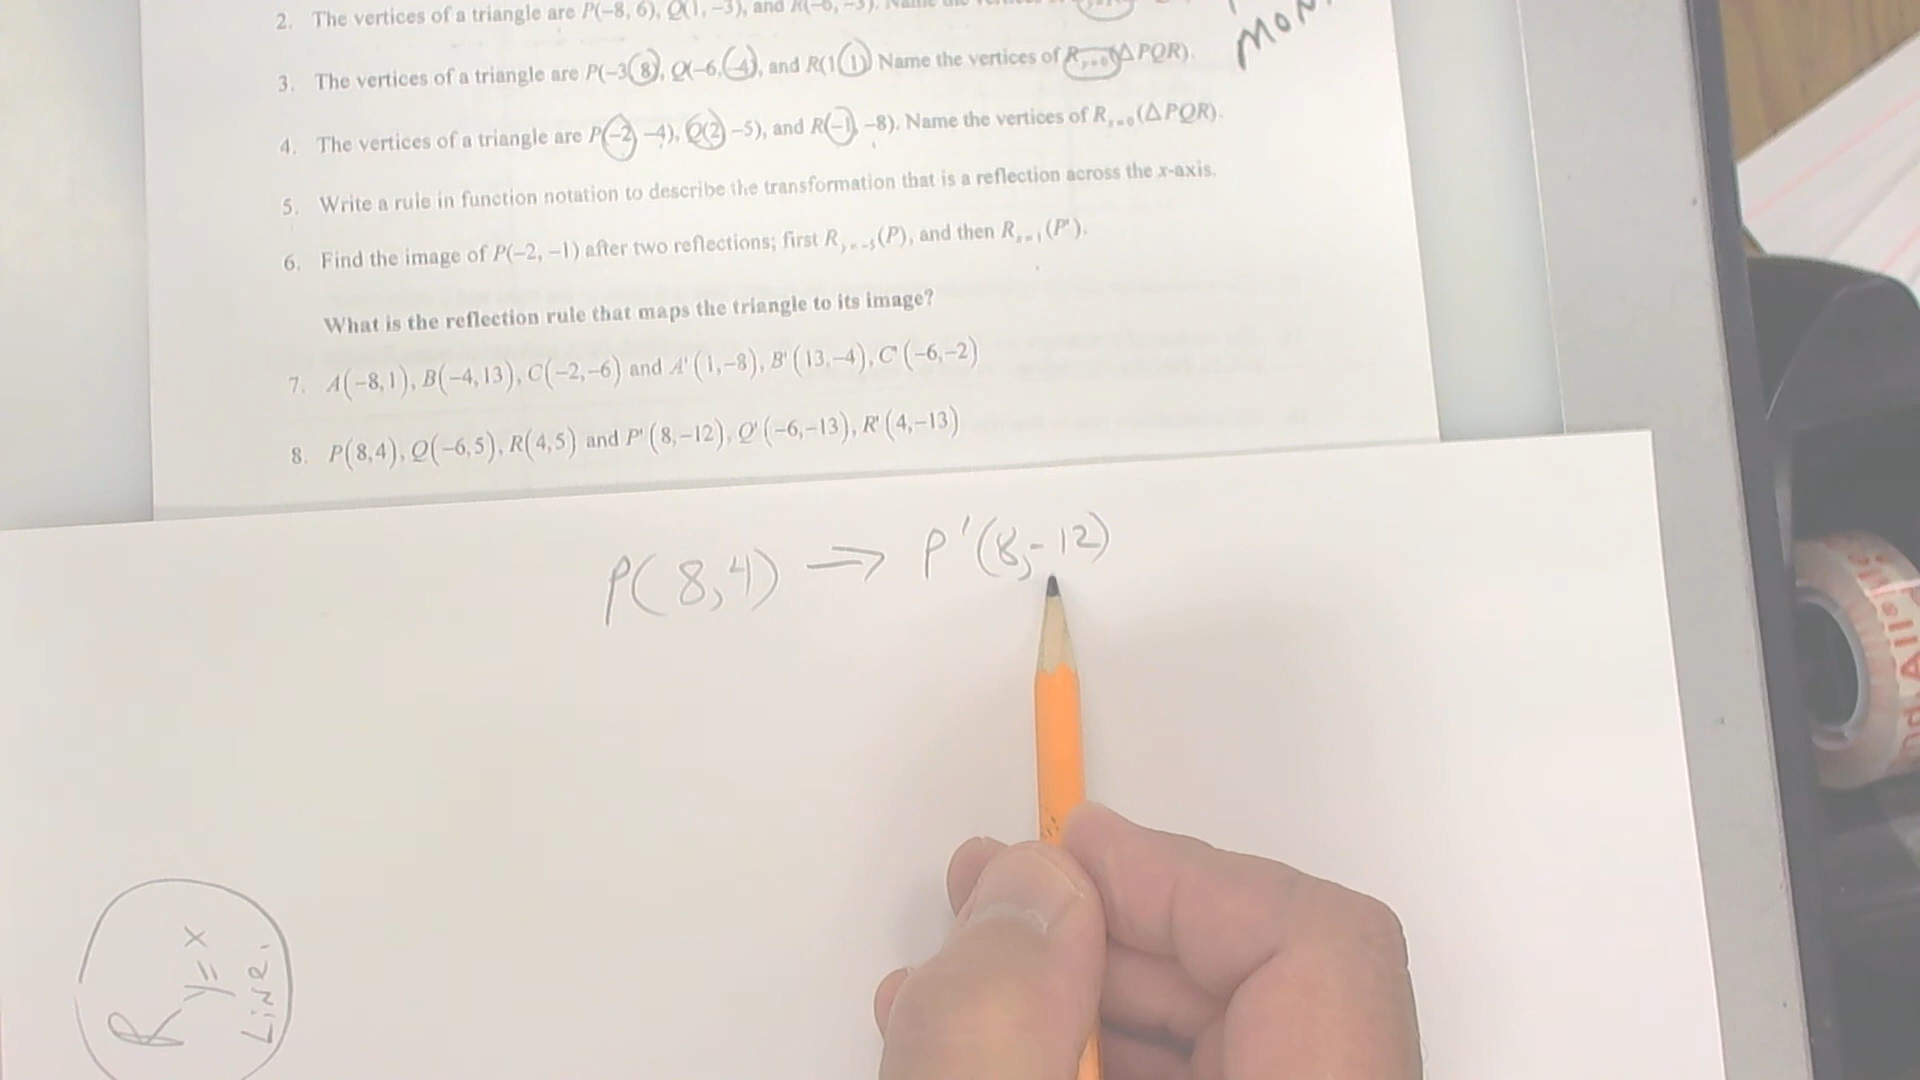 2. The vertices of a triangle are P(−8, 6), Q(1, −3), and
MON.
3. The vertices of a triangle are P(−3, 8), Q(−6, −4), and R(1, 1) Name the vertices of R y=0 (△PQR).
4. The vertices of a triangle are P(−2, −4), Q(2, −5), and R(−1, −8). Name the vertices of R x=0 (△PQR).
5. Write a rule in function notation to describe the transformation that is a reflection across the x-axis.
6. Find the image of P(−2, −1) after two reflections; first R y=−5 (P), and then R x=1 (P').
What is the reflection rule that maps the triangle to its image?
7. A(−8,1), B(−4,13), C(−2,−6) and A'(1,−8), B'(13,−4), C'(−6,−2)
8. P(8,4), Q(−6,5), R(4,5) and P'(8,−12), Q'(−6,−13), R'(4,−13)
P(8,4) ⇒ P'(8,−12)
R y=x
Line.